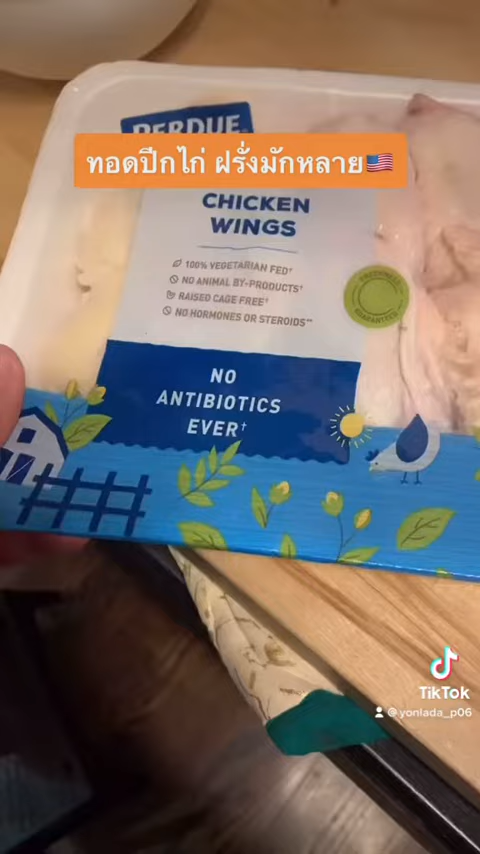 PERDUE
ทอดปีกไก่ ฝรั่งมักหลาย🇺🇸
CHICKEN
WINGS
100% VEGETARIAN FED†
NO ANIMAL BY-PRODUCTS†
RAISED CAGE FREE†
NO HORMONES OR STEROIDS**
FRESHNESS
GUARANTEED
NO
ANTIBIOTICS
EVER†
TikTok
@yonlada_p06